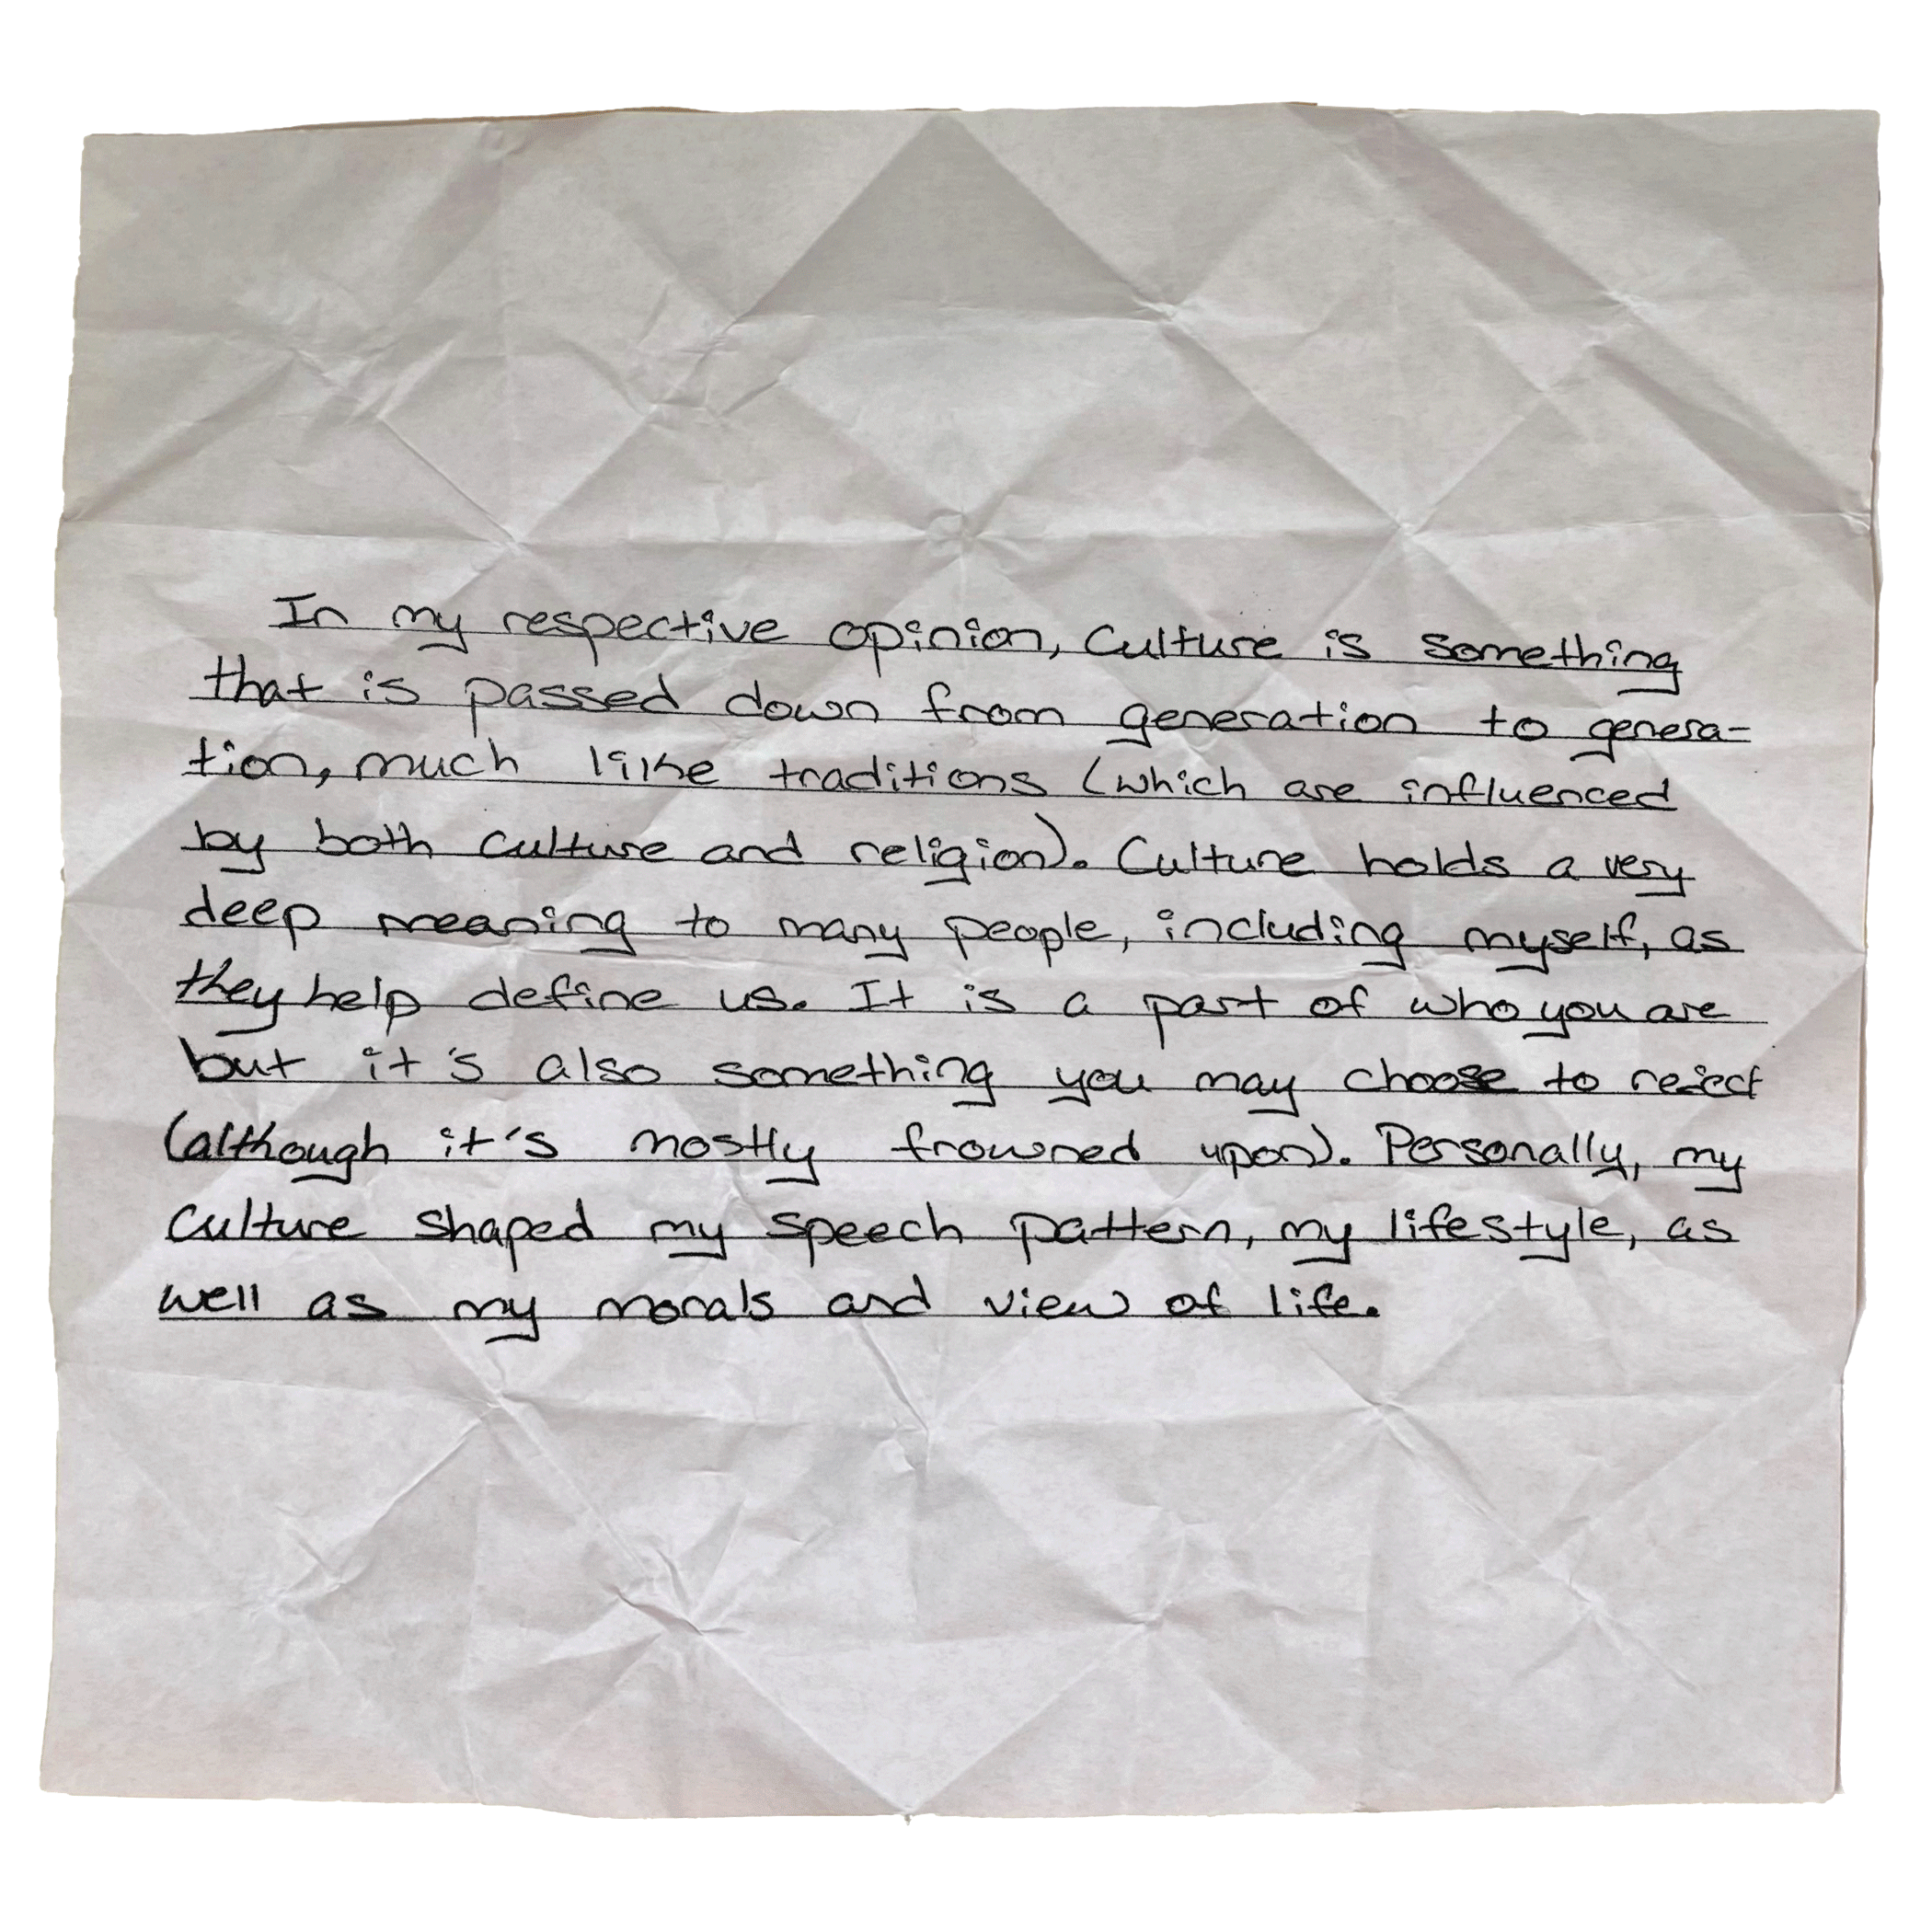 In my respective opinion, Culture is something
that is passed down from generation to genera-
tion, much like traditions (which are influenced
by both culture and religion). Culture holds a very
deep meaning to many people, including myself, as
they help define us. It is a part of who you are
but it's also something you may choose to reject
(although it's mostly frowned upon). Personally, my
culture shaped my speech pattern, my lifestyle, as
well as my morals and view of life.